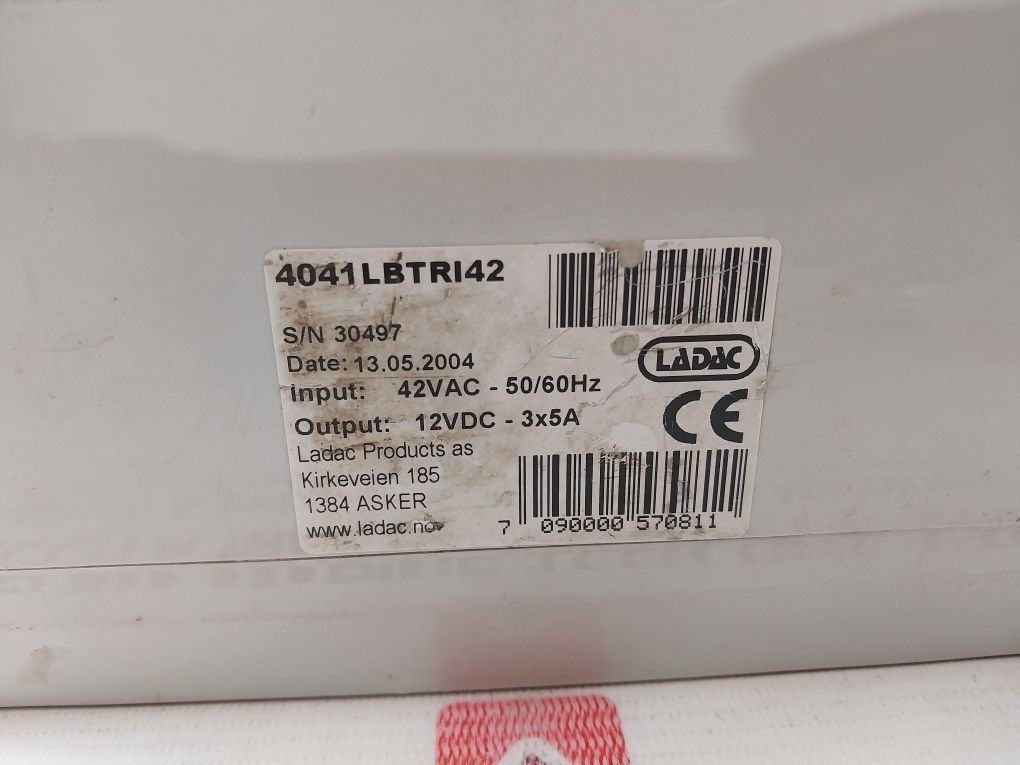 4041LBTRI42
S/N 30497
Date: 13.05.2004
LADAC
Input: 42VAC - 50/60Hz
CE
Output: 12VDC - 3x5A
Ladac Products as
Kirkeveien 185
1384 ASKER
www.ladac.no
7 090000 570811